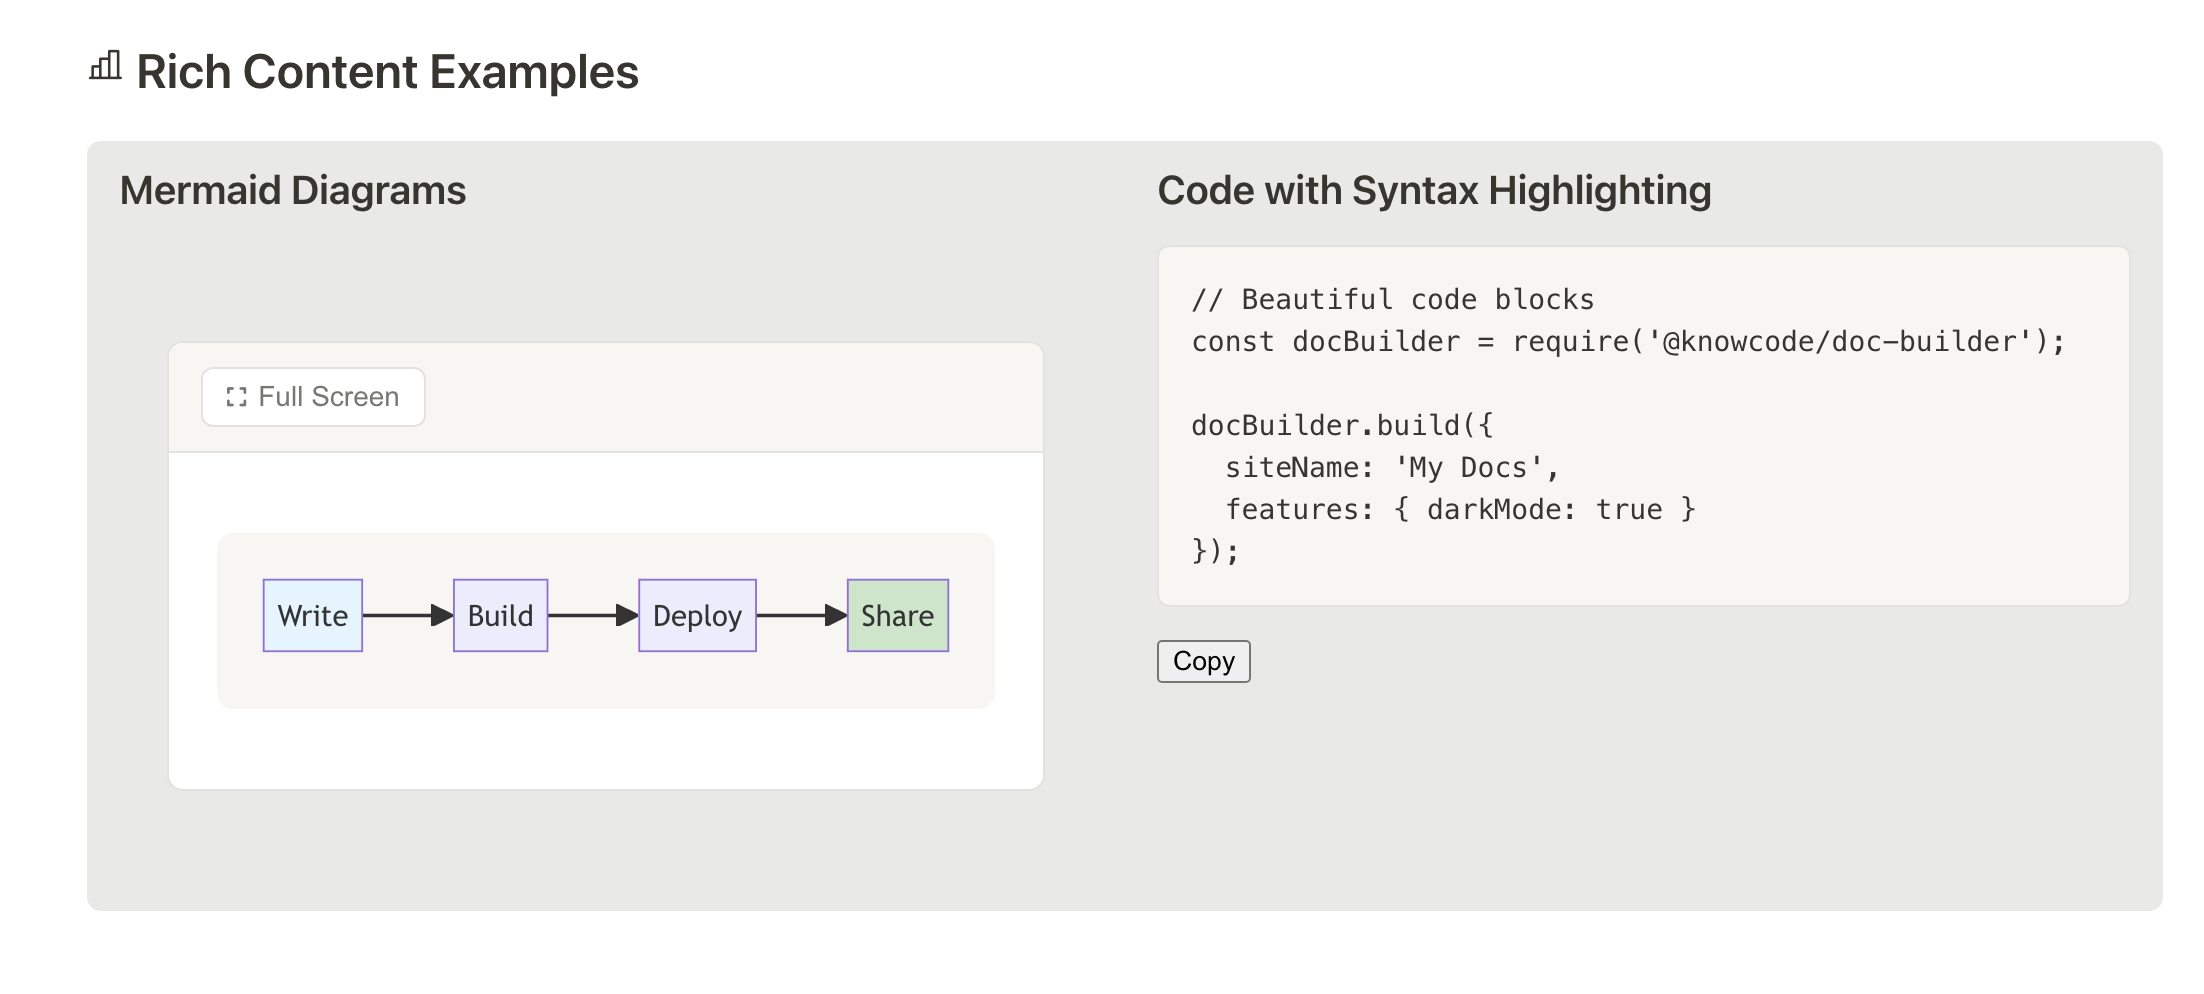 Rich Content Examples
Mermaid Diagrams
Full Screen
Write
Build
Deploy
Share
Code with Syntax Highlighting
// Beautiful code blocks
const docBuilder = require('@knowcode/doc-builder');

docBuilder.build({
  siteName: 'My Docs',
  features: { darkMode: true }
});
Copy